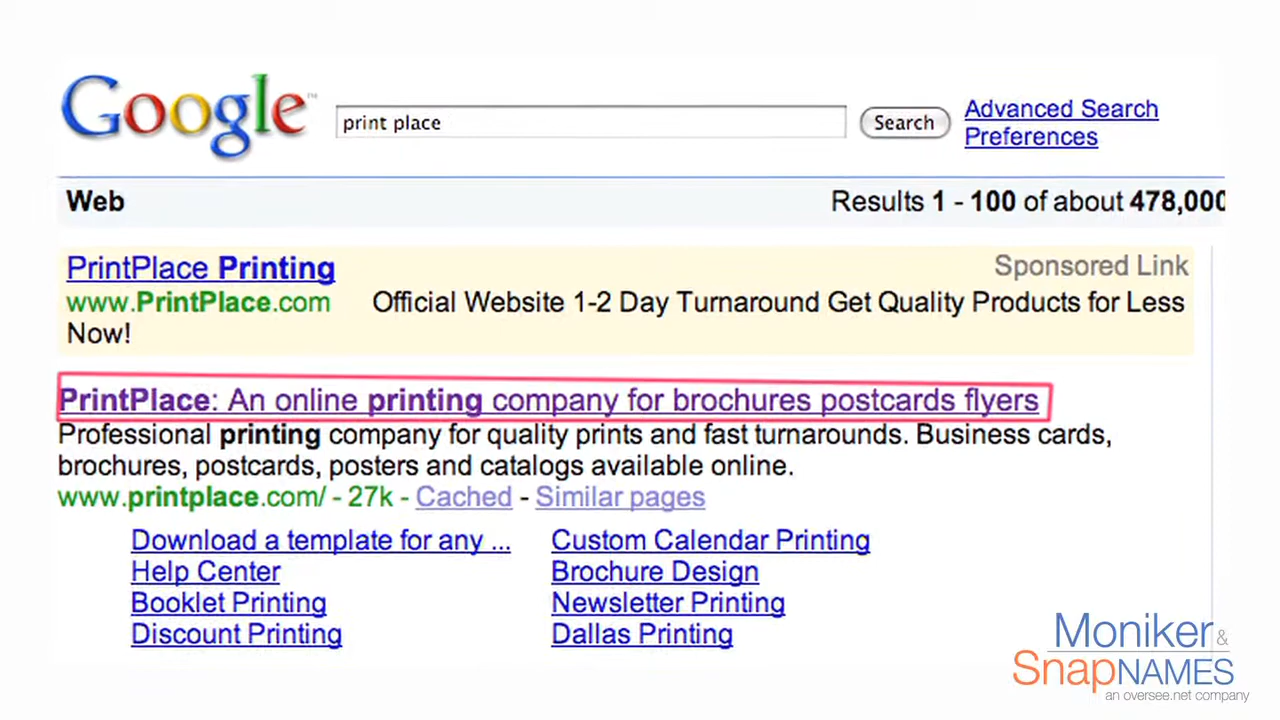 Google™
print place
Search
Advanced Search
Preferences
Web
Results 1 - 100 of about 478,000
PrintPlace Printing
Sponsored Link
www.PrintPlace.com Official Website 1-2 Day Turnaround Get Quality Products for Less
Now!
PrintPlace: An online printing company for brochures postcards flyers
Professional printing company for quality prints and fast turnarounds. Business cards,
brochures, postcards, posters and catalogs available online.
www.printplace.com/ - 27k - Cached - Similar pages
Download a template for any ... Custom Calendar Printing
Help Center Brochure Design
Booklet Printing Newsletter Printing
Discount Printing Dallas Printing
Moniker &
SnapNAMES
an oversee.net company